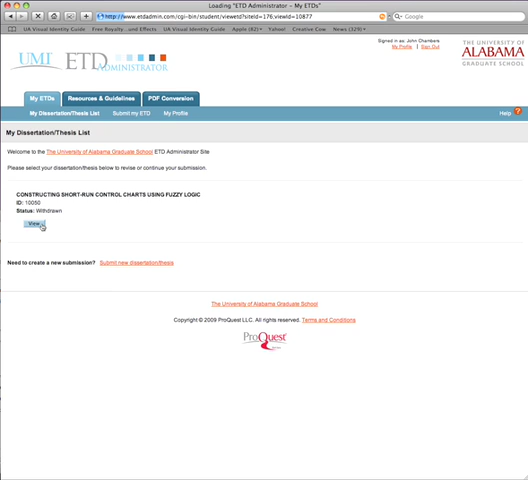 Loading "ETD Administrator - My ETDs"
http://www.etdadmin.com/cgi-bin/student/viewetd?siteId=176;viewId=10877
Google
UA Visual Identity Guide Free Royalty ...und Effects UA Visual Identity Guide Apple (82) Yahoo! Creative Cow News (329)
Signed in as: John Chambers
My Profile Sign Out
UMI ETD ADMINISTRATOR
THE UNIVERSITY OF
ALABAMA
GRADUATE SCHOOL
My ETDs Resources & Guidelines PDF Conversion
My Dissertation/Thesis List Submit my ETD My Profile Help ?
My Dissertation/Thesis List
Welcome to the The University of Alabama Graduate School ETD Administrator Site
Please select your dissertation/thesis below to revise or continue your submission.
CONSTRUCTING SHORT-RUN CONTROL CHARTS USING FUZZY LOGIC
ID: 10050
Status: Withdrawn
View
Need to create a new submission? Submit new dissertation/thesis
The University of Alabama Graduate School
Copyright © 2009 ProQuest LLC. All rights reserved. Terms and Conditions
ProQuest